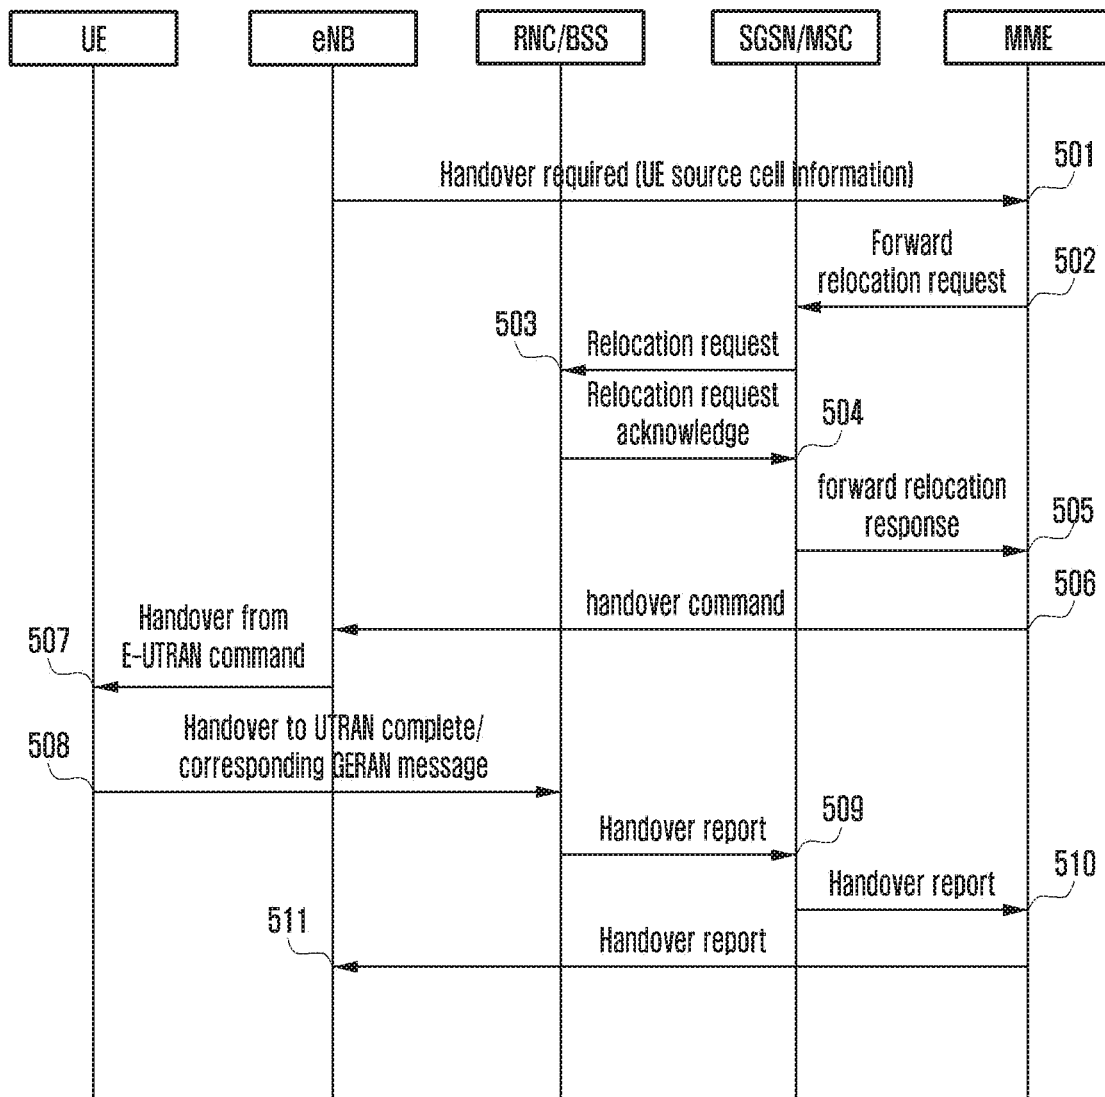 UE
eNB
RNC/BSS
SGSN/MSC
MME
501
Handover required (UE source cell information)
Forward
relocation request
502
503
Relocation request
Relocation request
acknowledge
504
forward relocation
response
505
506
handover command
Handover from
E-UTRAN command
507
Handover to UTRAN complete/
corresponding GERAN message
508
509
Handover report
510
Handover report
511
Handover report